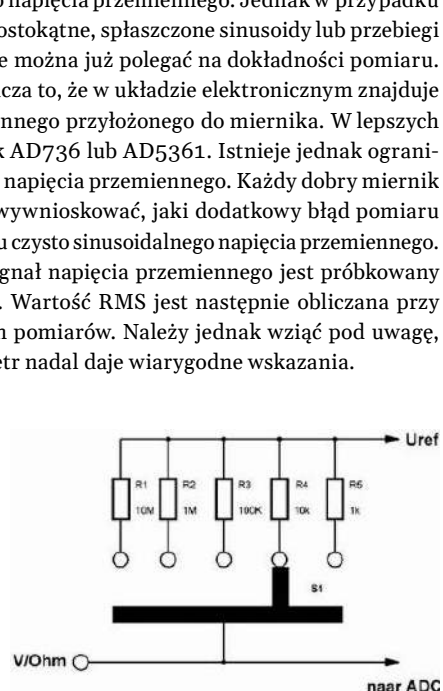 o napięcia przemiennego. Jednak w przypadku
ostokątne, spłaszczone sinusoidy lub przebiegi
e można już polegać na dokładności pomiaru.
cza to, że w układzie elektronicznym znajduje
nnego przyłożonego do miernika. W lepszych
k AD736 lub AD5361. Istnieje jednak ograni-
napięcia przemiennego. Każdy dobry miernik
wywnioskować, jaki dodatkowy błąd pomiaru
u czysto sinusoidalnego napięcia przemiennego.
gnał napięcia przemiennego jest próbkowany
. Wartość RMS jest następnie obliczana przy
h pomiarów. Należy jednak wziąć pod uwagę,
etr nadal daje wiarygodne wskazania.
Uref
R1 R2 R3 R4 R5
10M 1M 100K 10k 1k
S1
V/Ohm
naar ADC